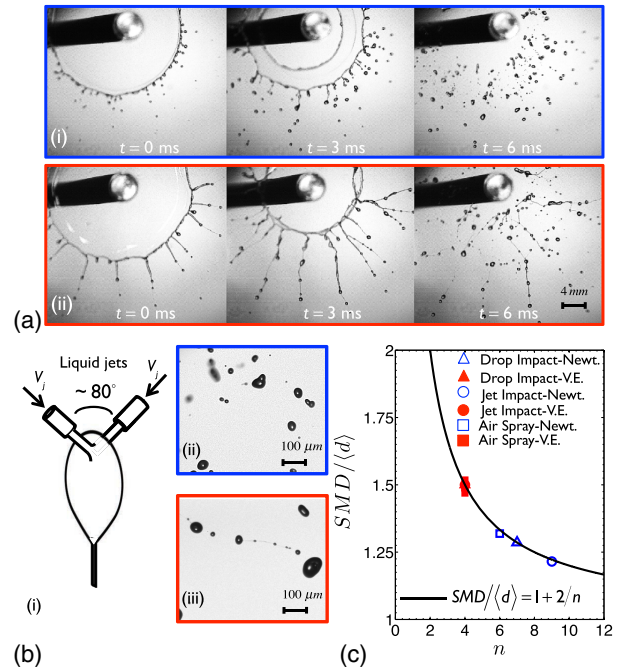 (i)
t = 0 ms
t = 3 ms
t = 6 ms
(ii)
t = 0 ms
t = 3 ms
t = 6 ms
4 mm
(a)
Liquid jets
V_j
V_j
~ 80°
(i)
(ii)
100 μm
(iii)
100 μm
(b)
2
1.75
1.5
1.25
1
SMD/⟨d⟩
Drop Impact-Newt.
Drop Impact-V.E.
Jet Impact-Newt.
Jet Impact-V.E.
Air Spray-Newt.
Air Spray-V.E.
SMD/⟨d⟩ = 1 + 2/n
0 2 4 6 8 10 12
n
(c)